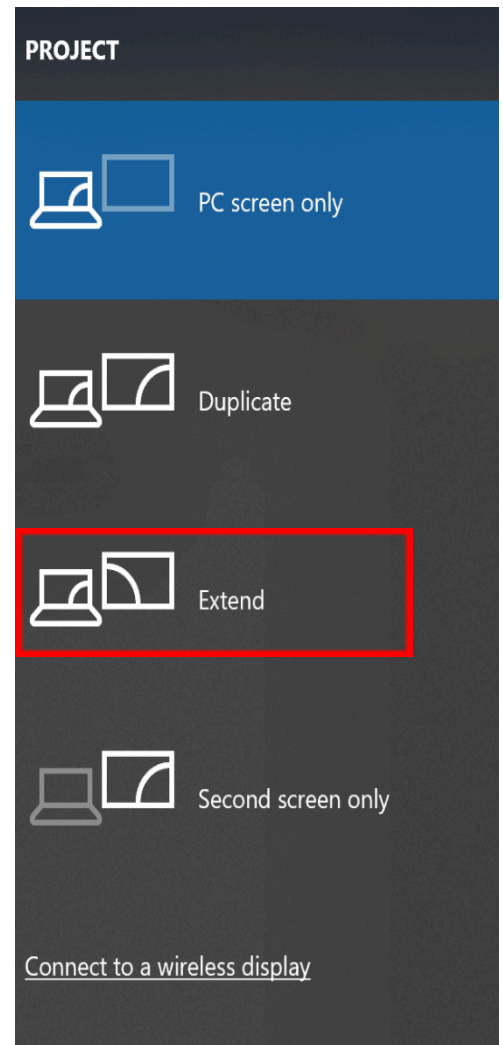 PROJECT
PC screen only
Duplicate
Extend
Second screen only
Connect to a wireless display